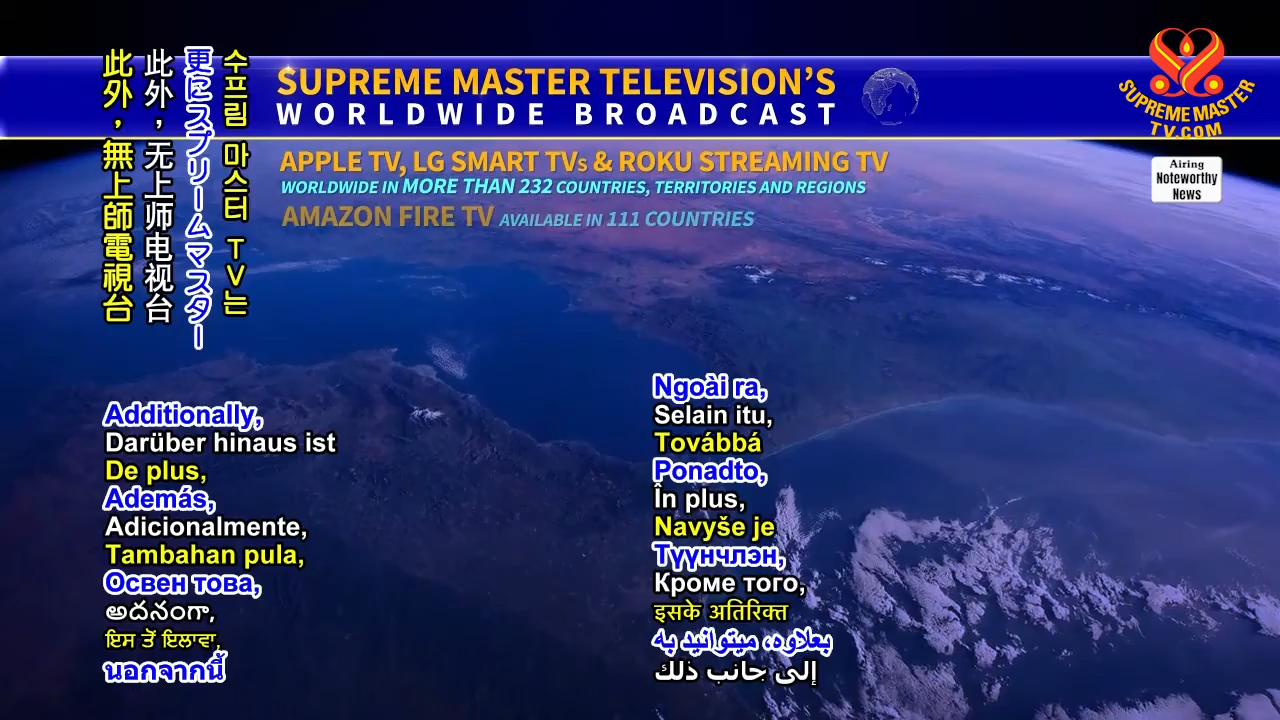 SUPREME MASTER TELEVISION'S
WORLDWIDE BROADCAST
SUPREME MASTER
TV.COM
Airing
Noteworthy
News
APPLE TV, LG SMART TVs & ROKU STREAMING TV
WORLDWIDE IN MORE THAN 232 COUNTRIES, TERRITORIES AND REGIONS
AMAZON FIRE TV AVAILABLE IN 111 COUNTRIES
수프림 마스터 TV는
更にスプリームマスター
此外，无上师电视台
此外，無上師電視台
Additionally,
Darüber hinaus ist
De plus,
Además,
Adicionalmente,
Tambahan pula,
Освен това,
అదనంగా,
ਇਸ ਤੋਂ ਇਲਾਵਾ,
นอกจากนี้
Ngoài ra,
Selain itu,
Továbbá
Ponadto,
În plus,
Navyše je
Түүнчлэн,
Кроме того,
इसके अतिरिक्त
بعلاوه، میتوانید به
إلى جانب ذلك